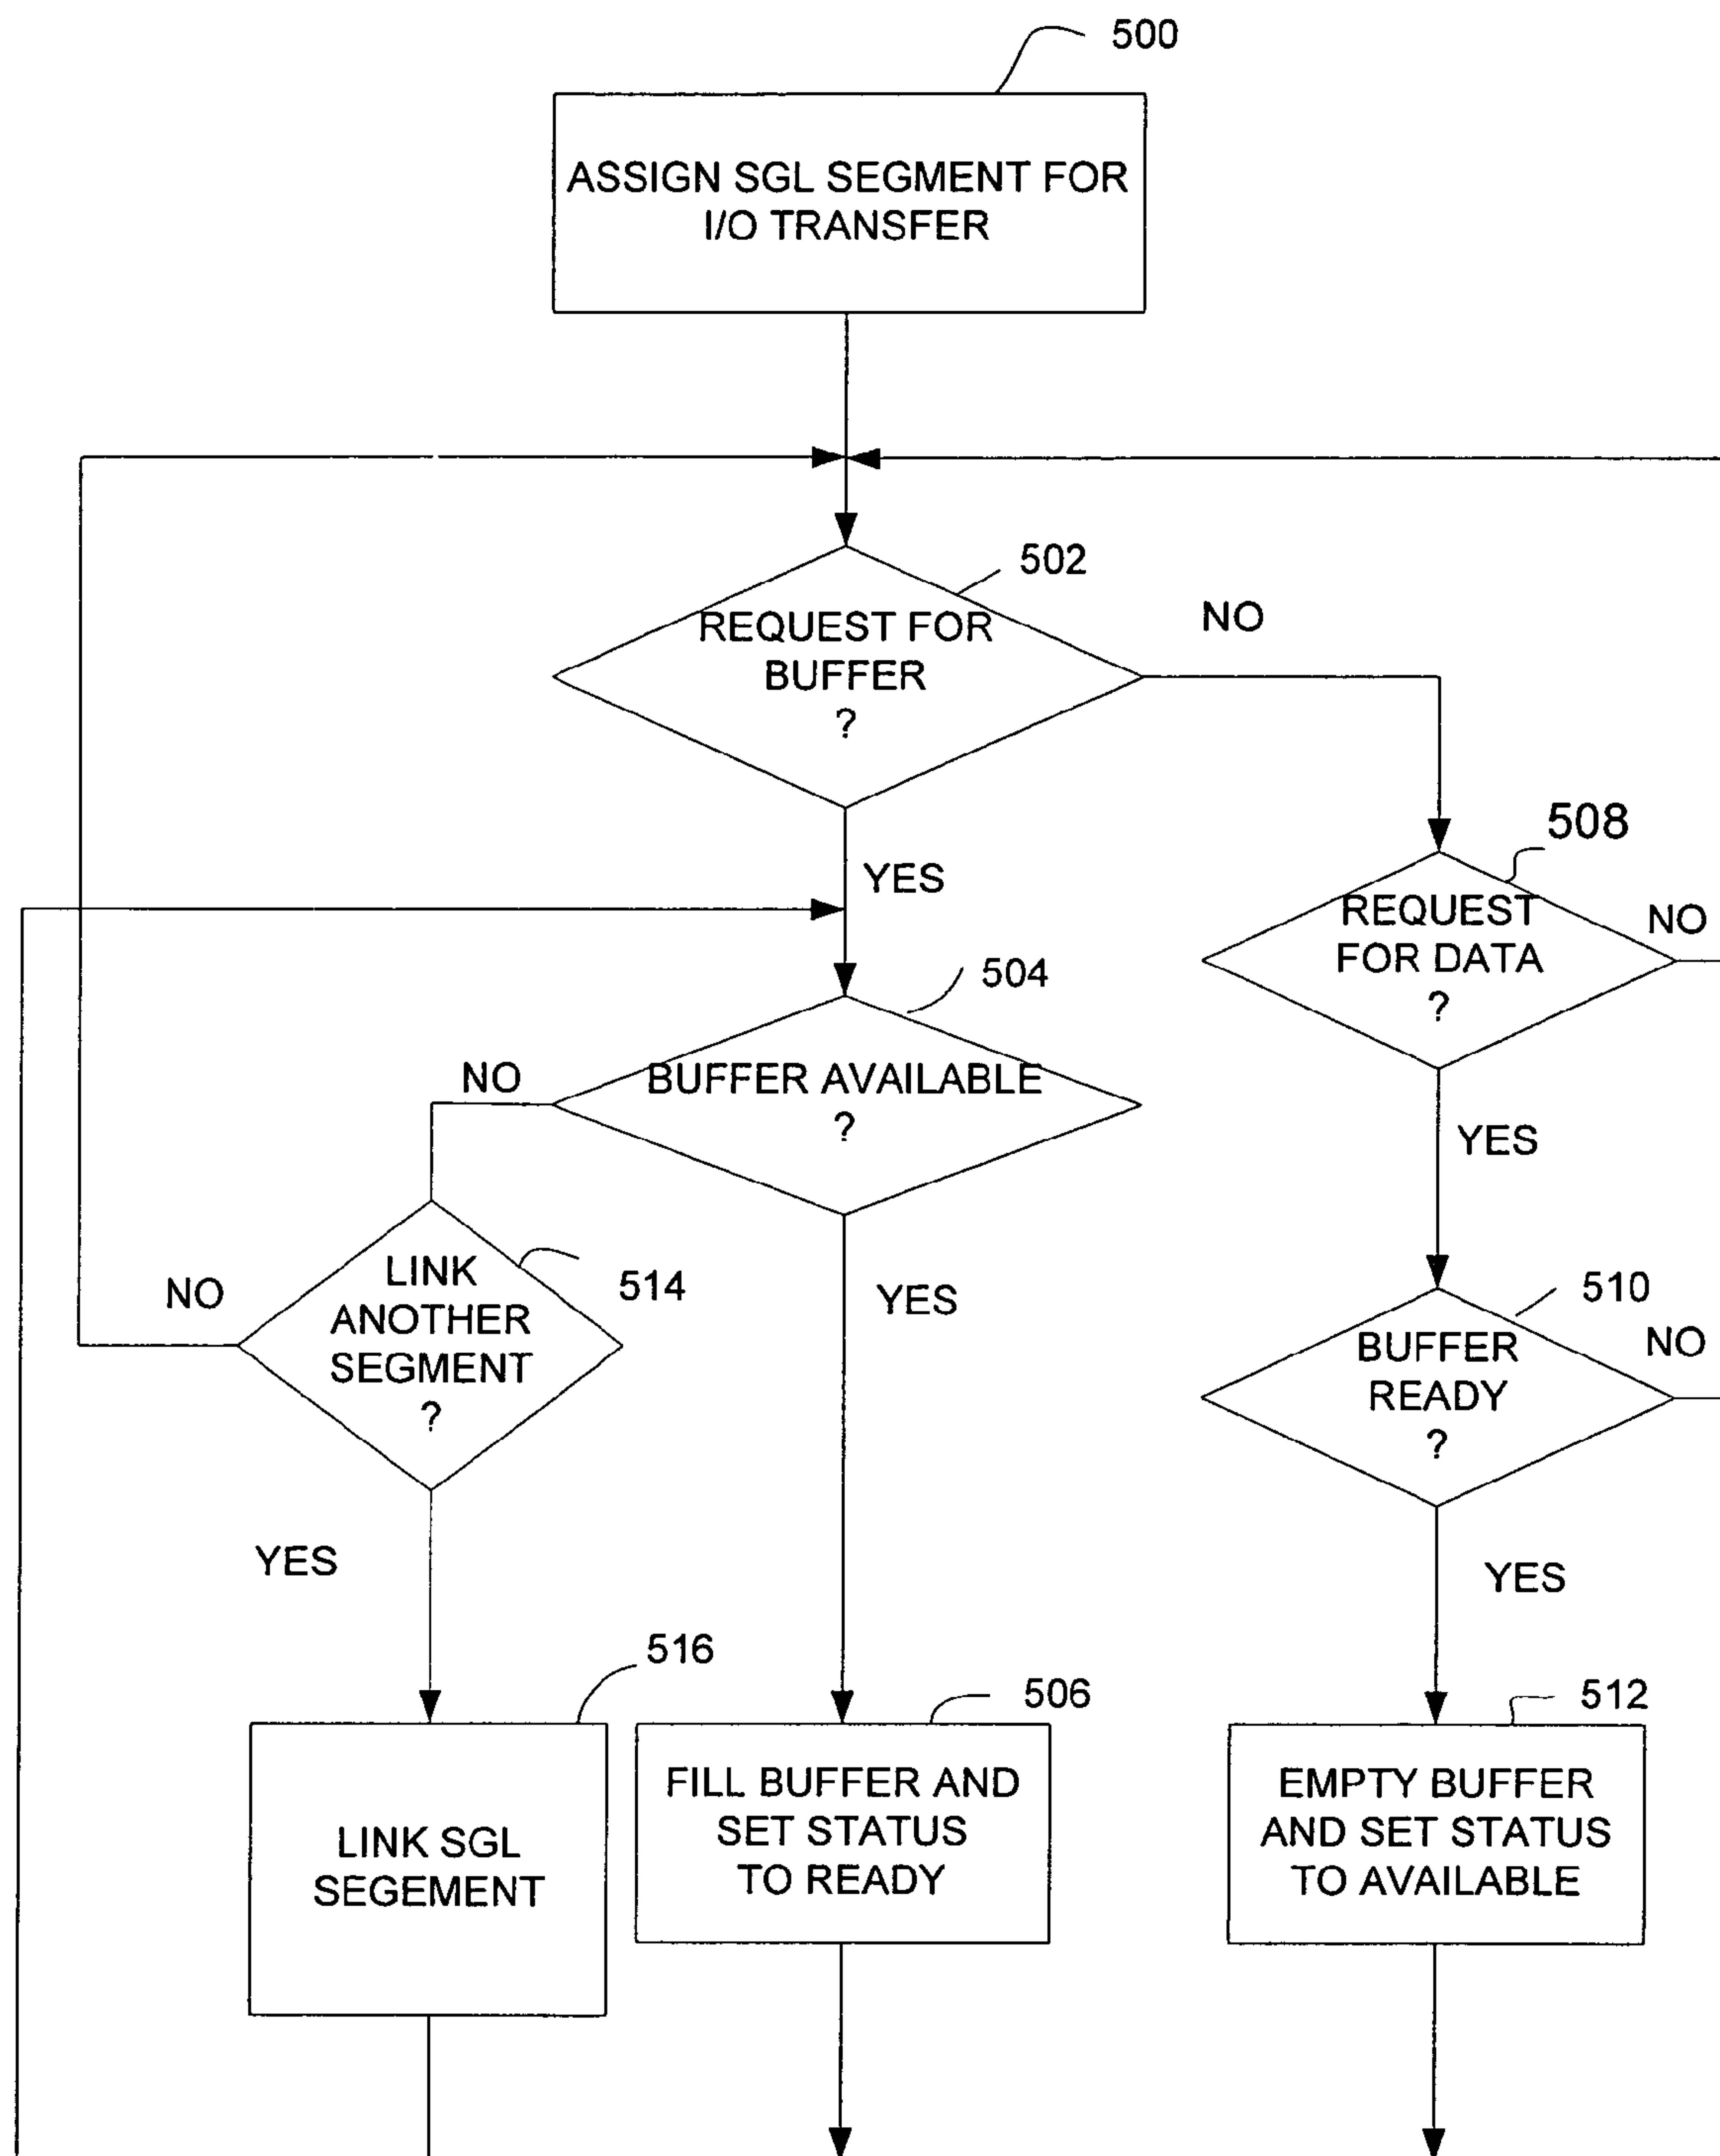 500
ASSIGN SGL SEGMENT FOR
I/O TRANSFER
502
REQUEST FOR
BUFFER
?
NO
YES
508
REQUEST
FOR DATA
?
NO
YES
504
BUFFER AVAILABLE
?
NO
YES
514
LINK
ANOTHER
SEGMENT
?
NO
YES
510
BUFFER
READY
?
NO
YES
516
LINK SGL
SEGEMENT
506
FILL BUFFER AND
SET STATUS
TO READY
512
EMPTY BUFFER
AND SET STATUS
TO AVAILABLE